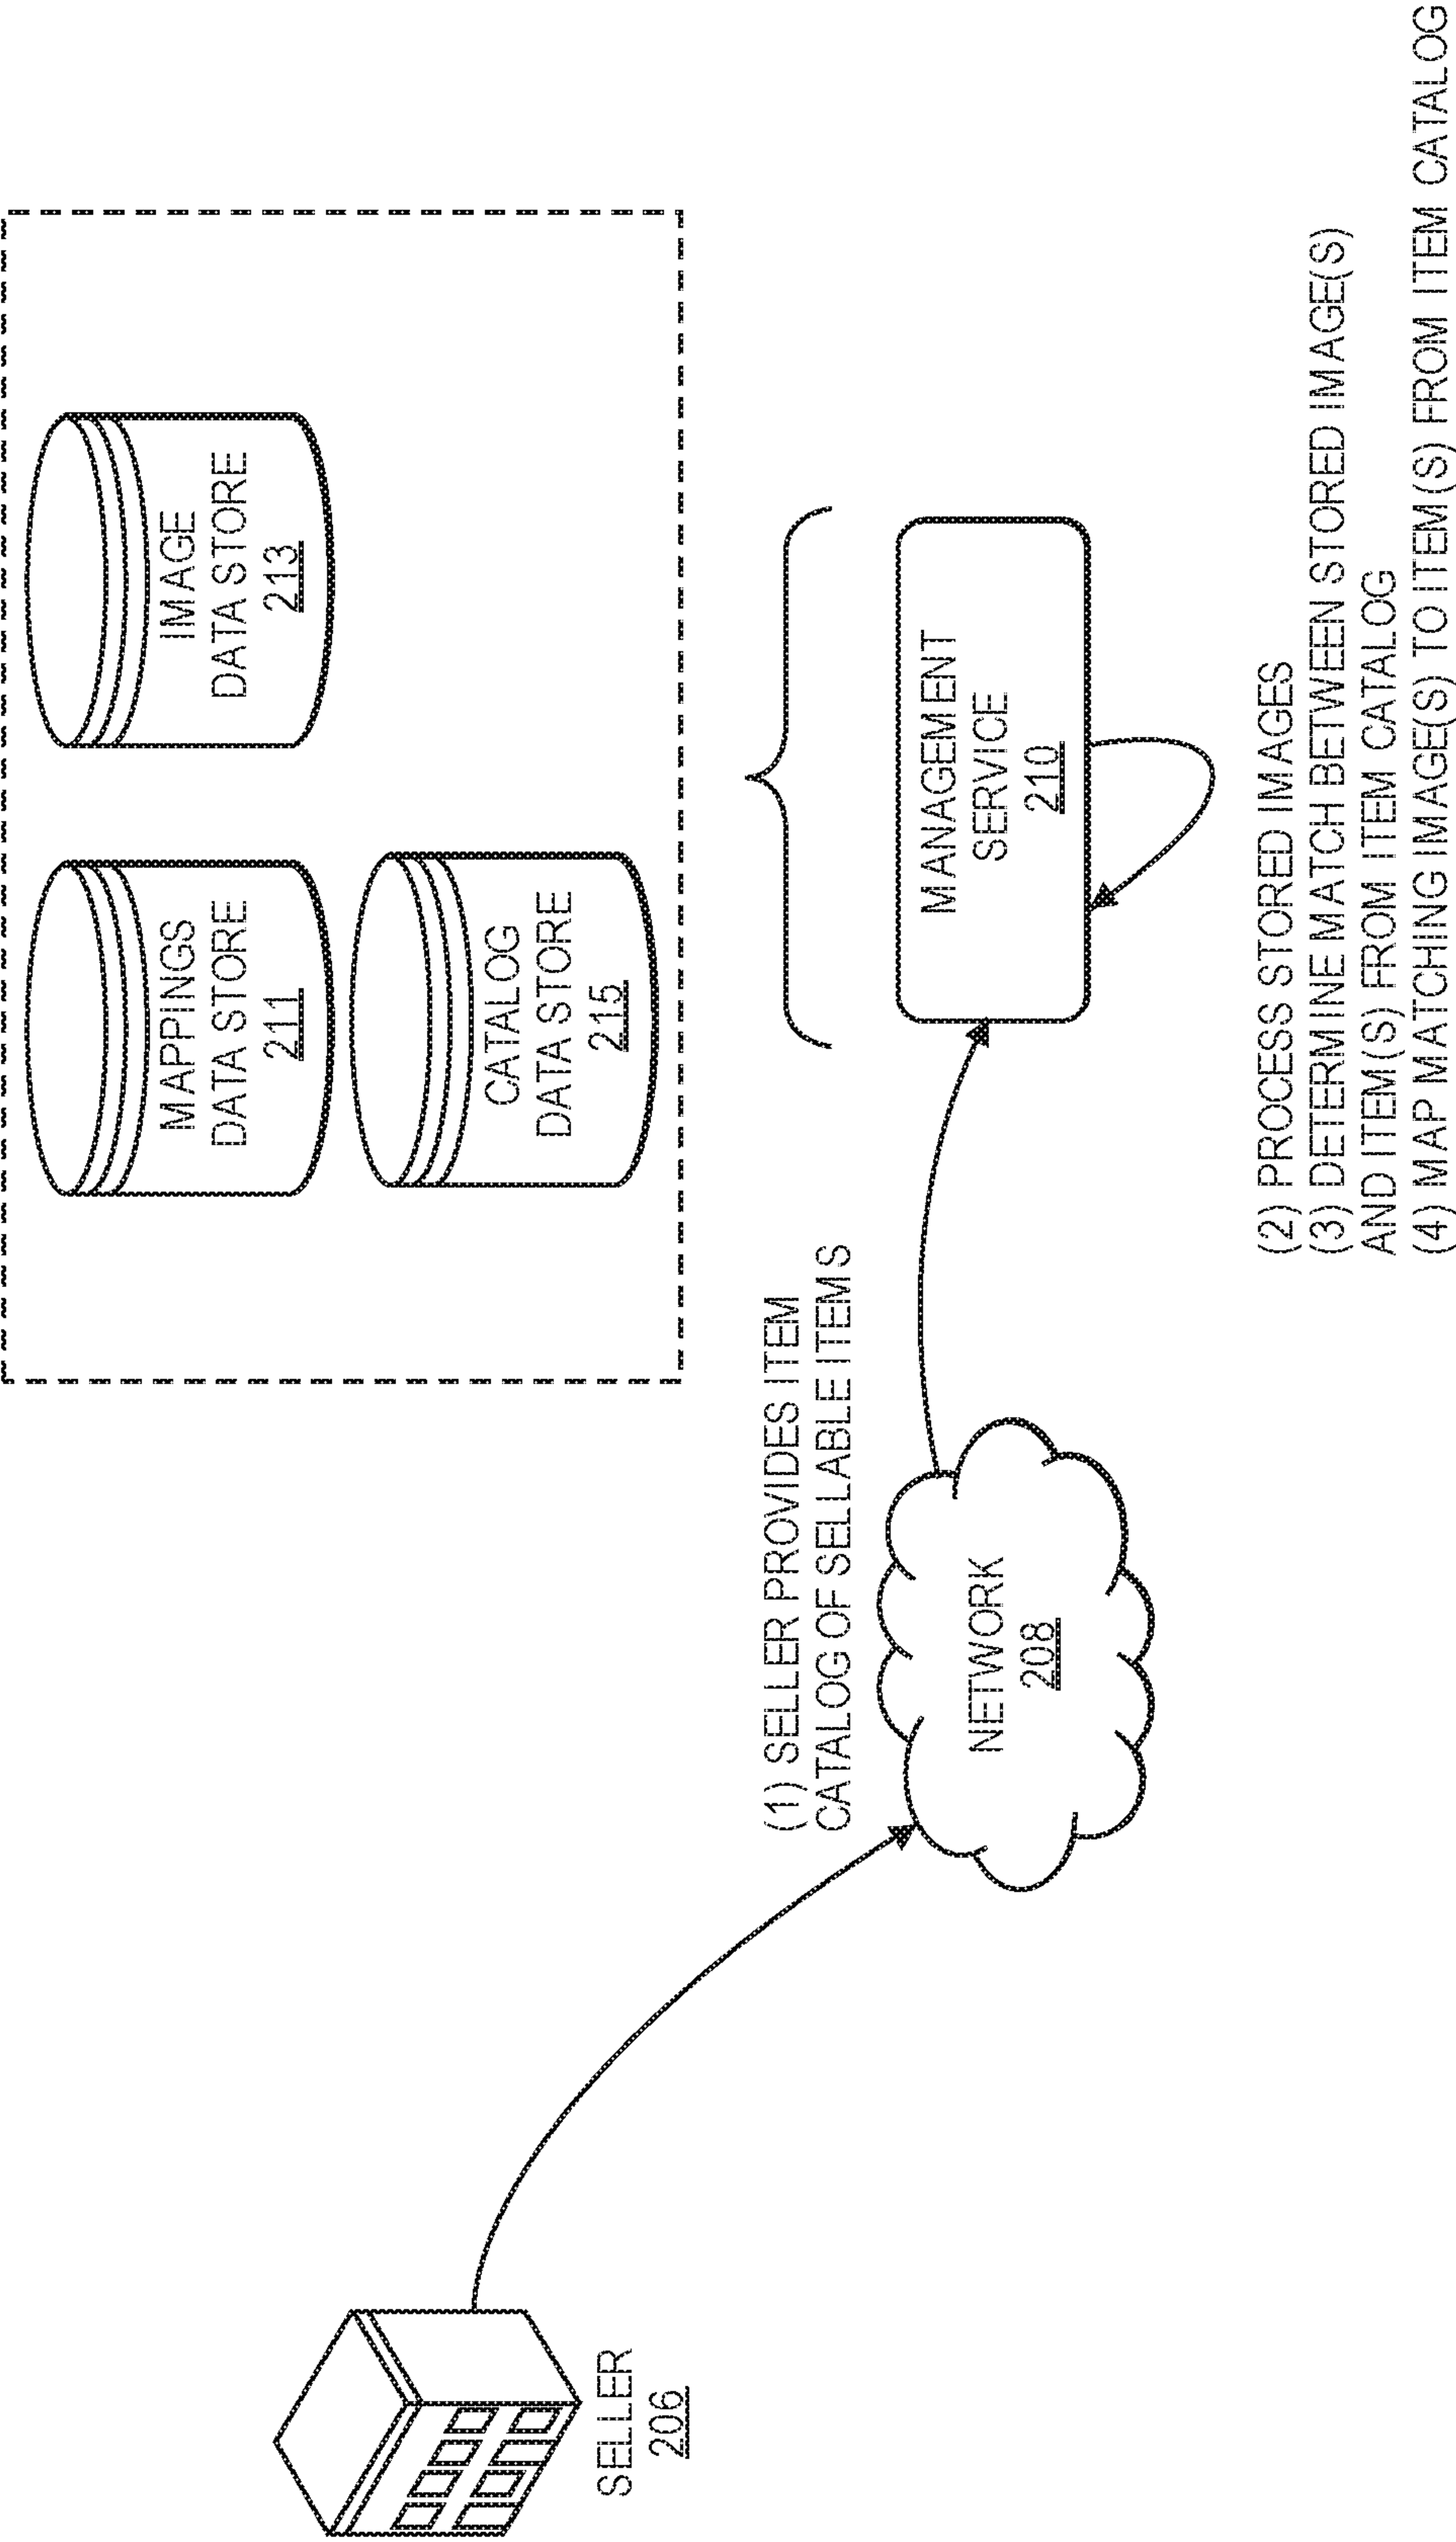 MAPPINGS
DATA STORE
211
IMAGE
DATA STORE
213
CATALOG
DATA STORE
215
SELLER
206
(1) SELLER PROVIDES ITEM
CATALOG OF SELLABLE ITEMS
NETWORK
208
MANAGEMENT
SERVICE
210
(2) PROCESS STORED IMAGES
(3) DETERMINE MATCH BETWEEN STORED IMAGE(S)
AND ITEM(S) FROM ITEM CATALOG
(4) MAP MATCHING IMAGE(S) TO ITEM(S) FROM ITEM CATALOG